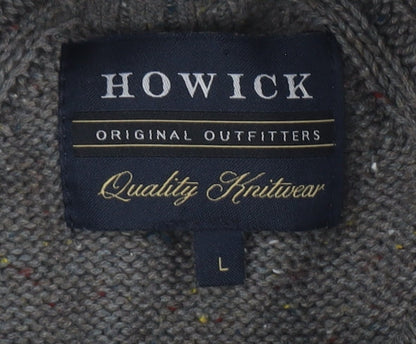 HOWICK
ORIGINAL OUTFITTERS
Quality Knitwear
L